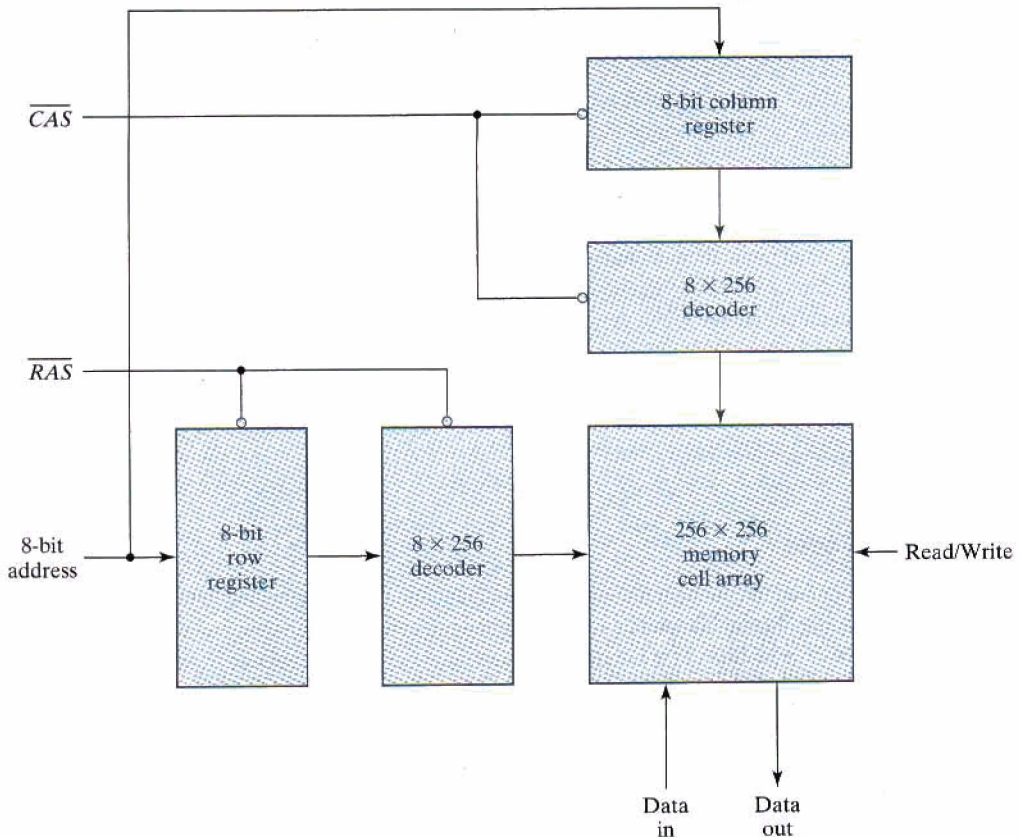 8-bit column
register
CAS
8 × 256
decoder
RAS
8-bit
row
register
8 × 256
decoder
256 × 256
memory
cell array
8-bit
address
Read/Write
Data
in
Data
out